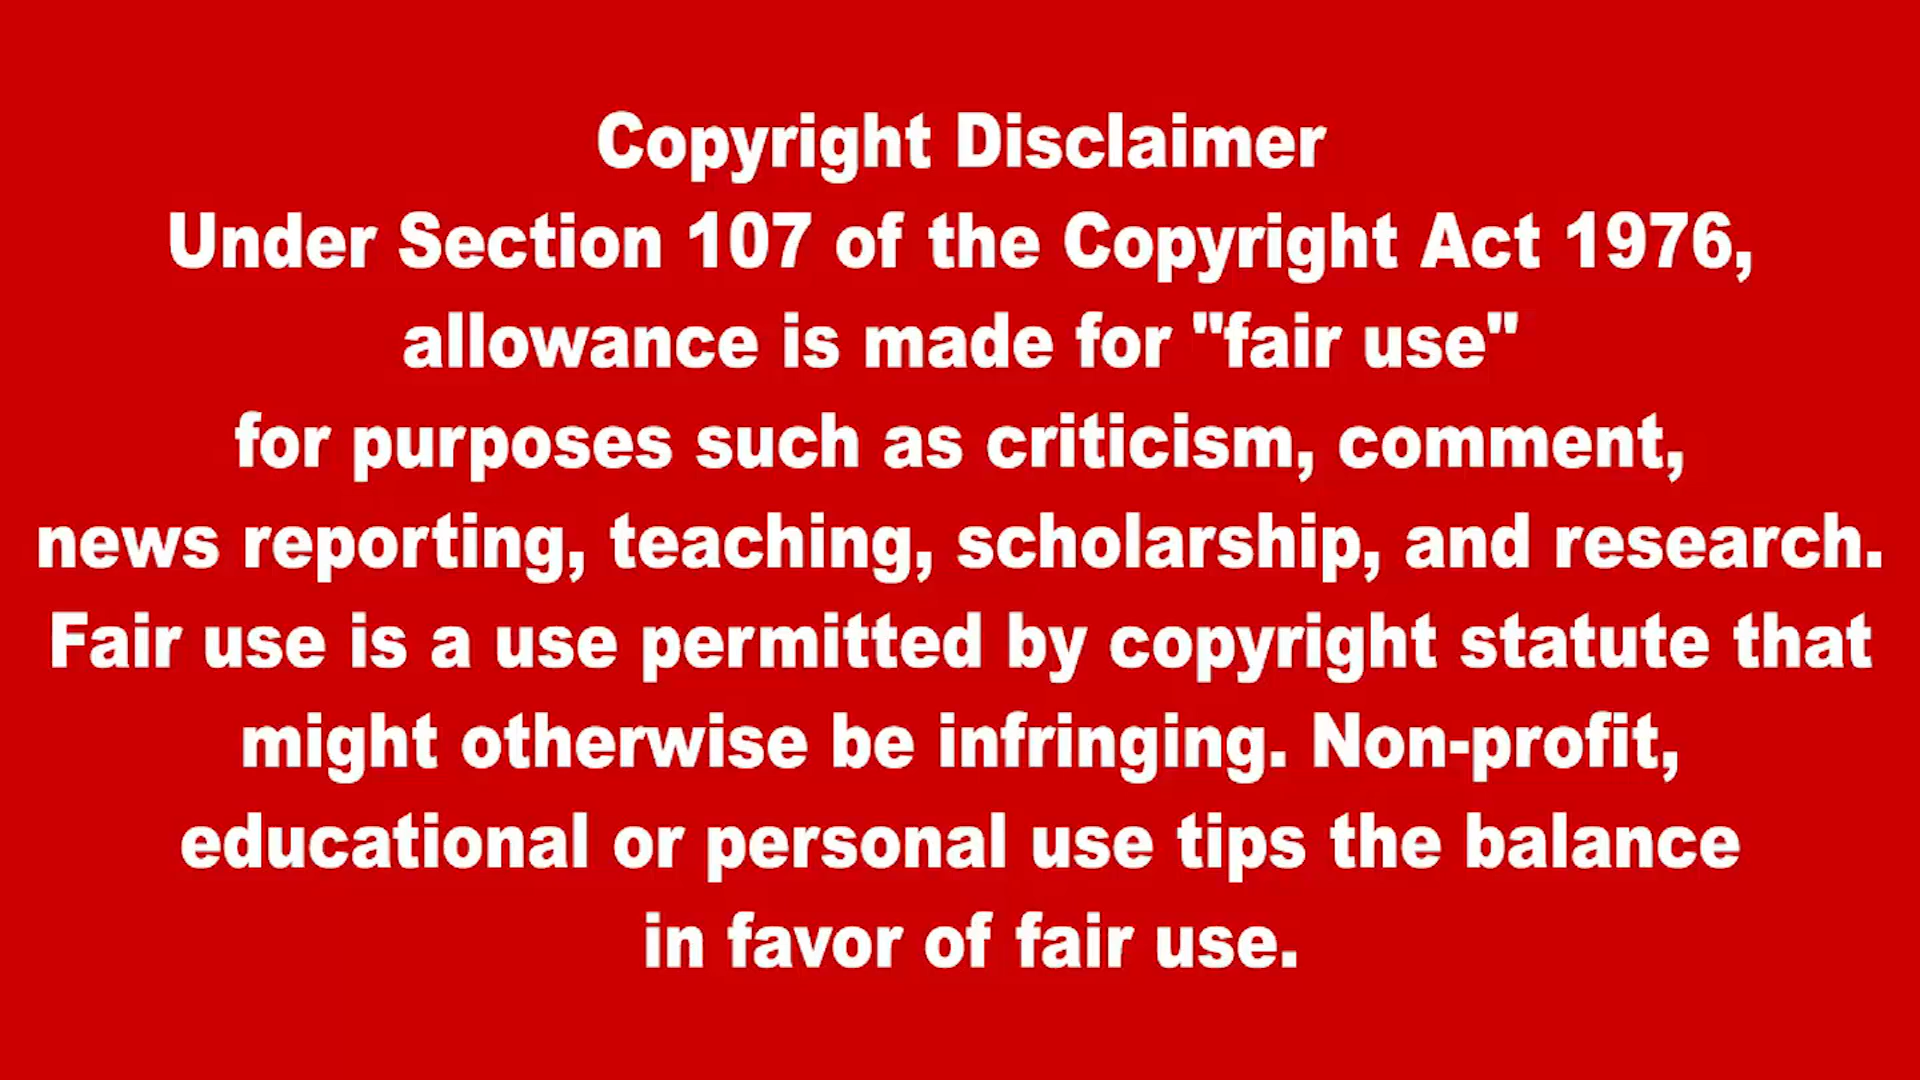 Copyright Disclaimer
Under Section 107 of the Copyright Act 1976,
allowance is made for "fair use"
for purposes such as criticism, comment,
news reporting, teaching, scholarship, and research.
Fair use is a use permitted by copyright statute that
might otherwise be infringing. Non-profit,
educational or personal use tips the balance
in favor of fair use.